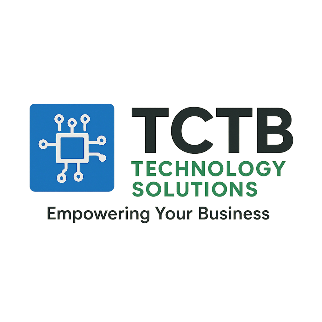 TCTB
TECHNOLOGY
SOLUTIONS
Empowering Your Business